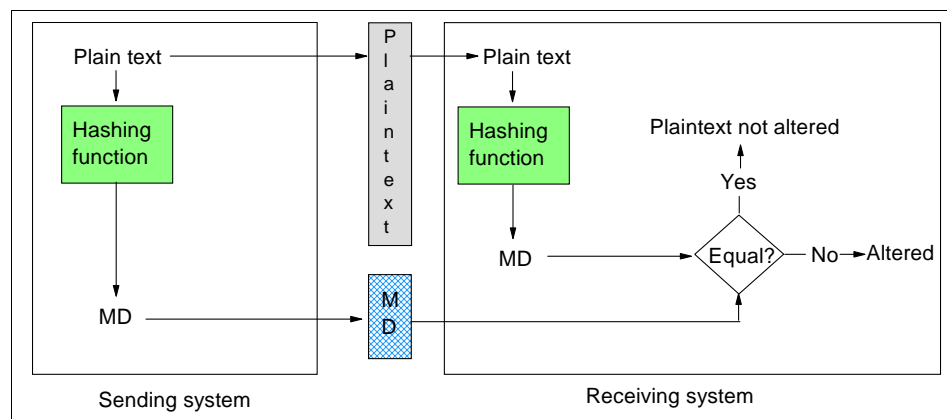 Plain text
Hashing
function
MD
Sending system
P
l
a
i
n
t
e
x
t
M
D
Plain text
Hashing
function
MD
Plaintext not altered
Yes
Equal?
No
Altered
Receiving system